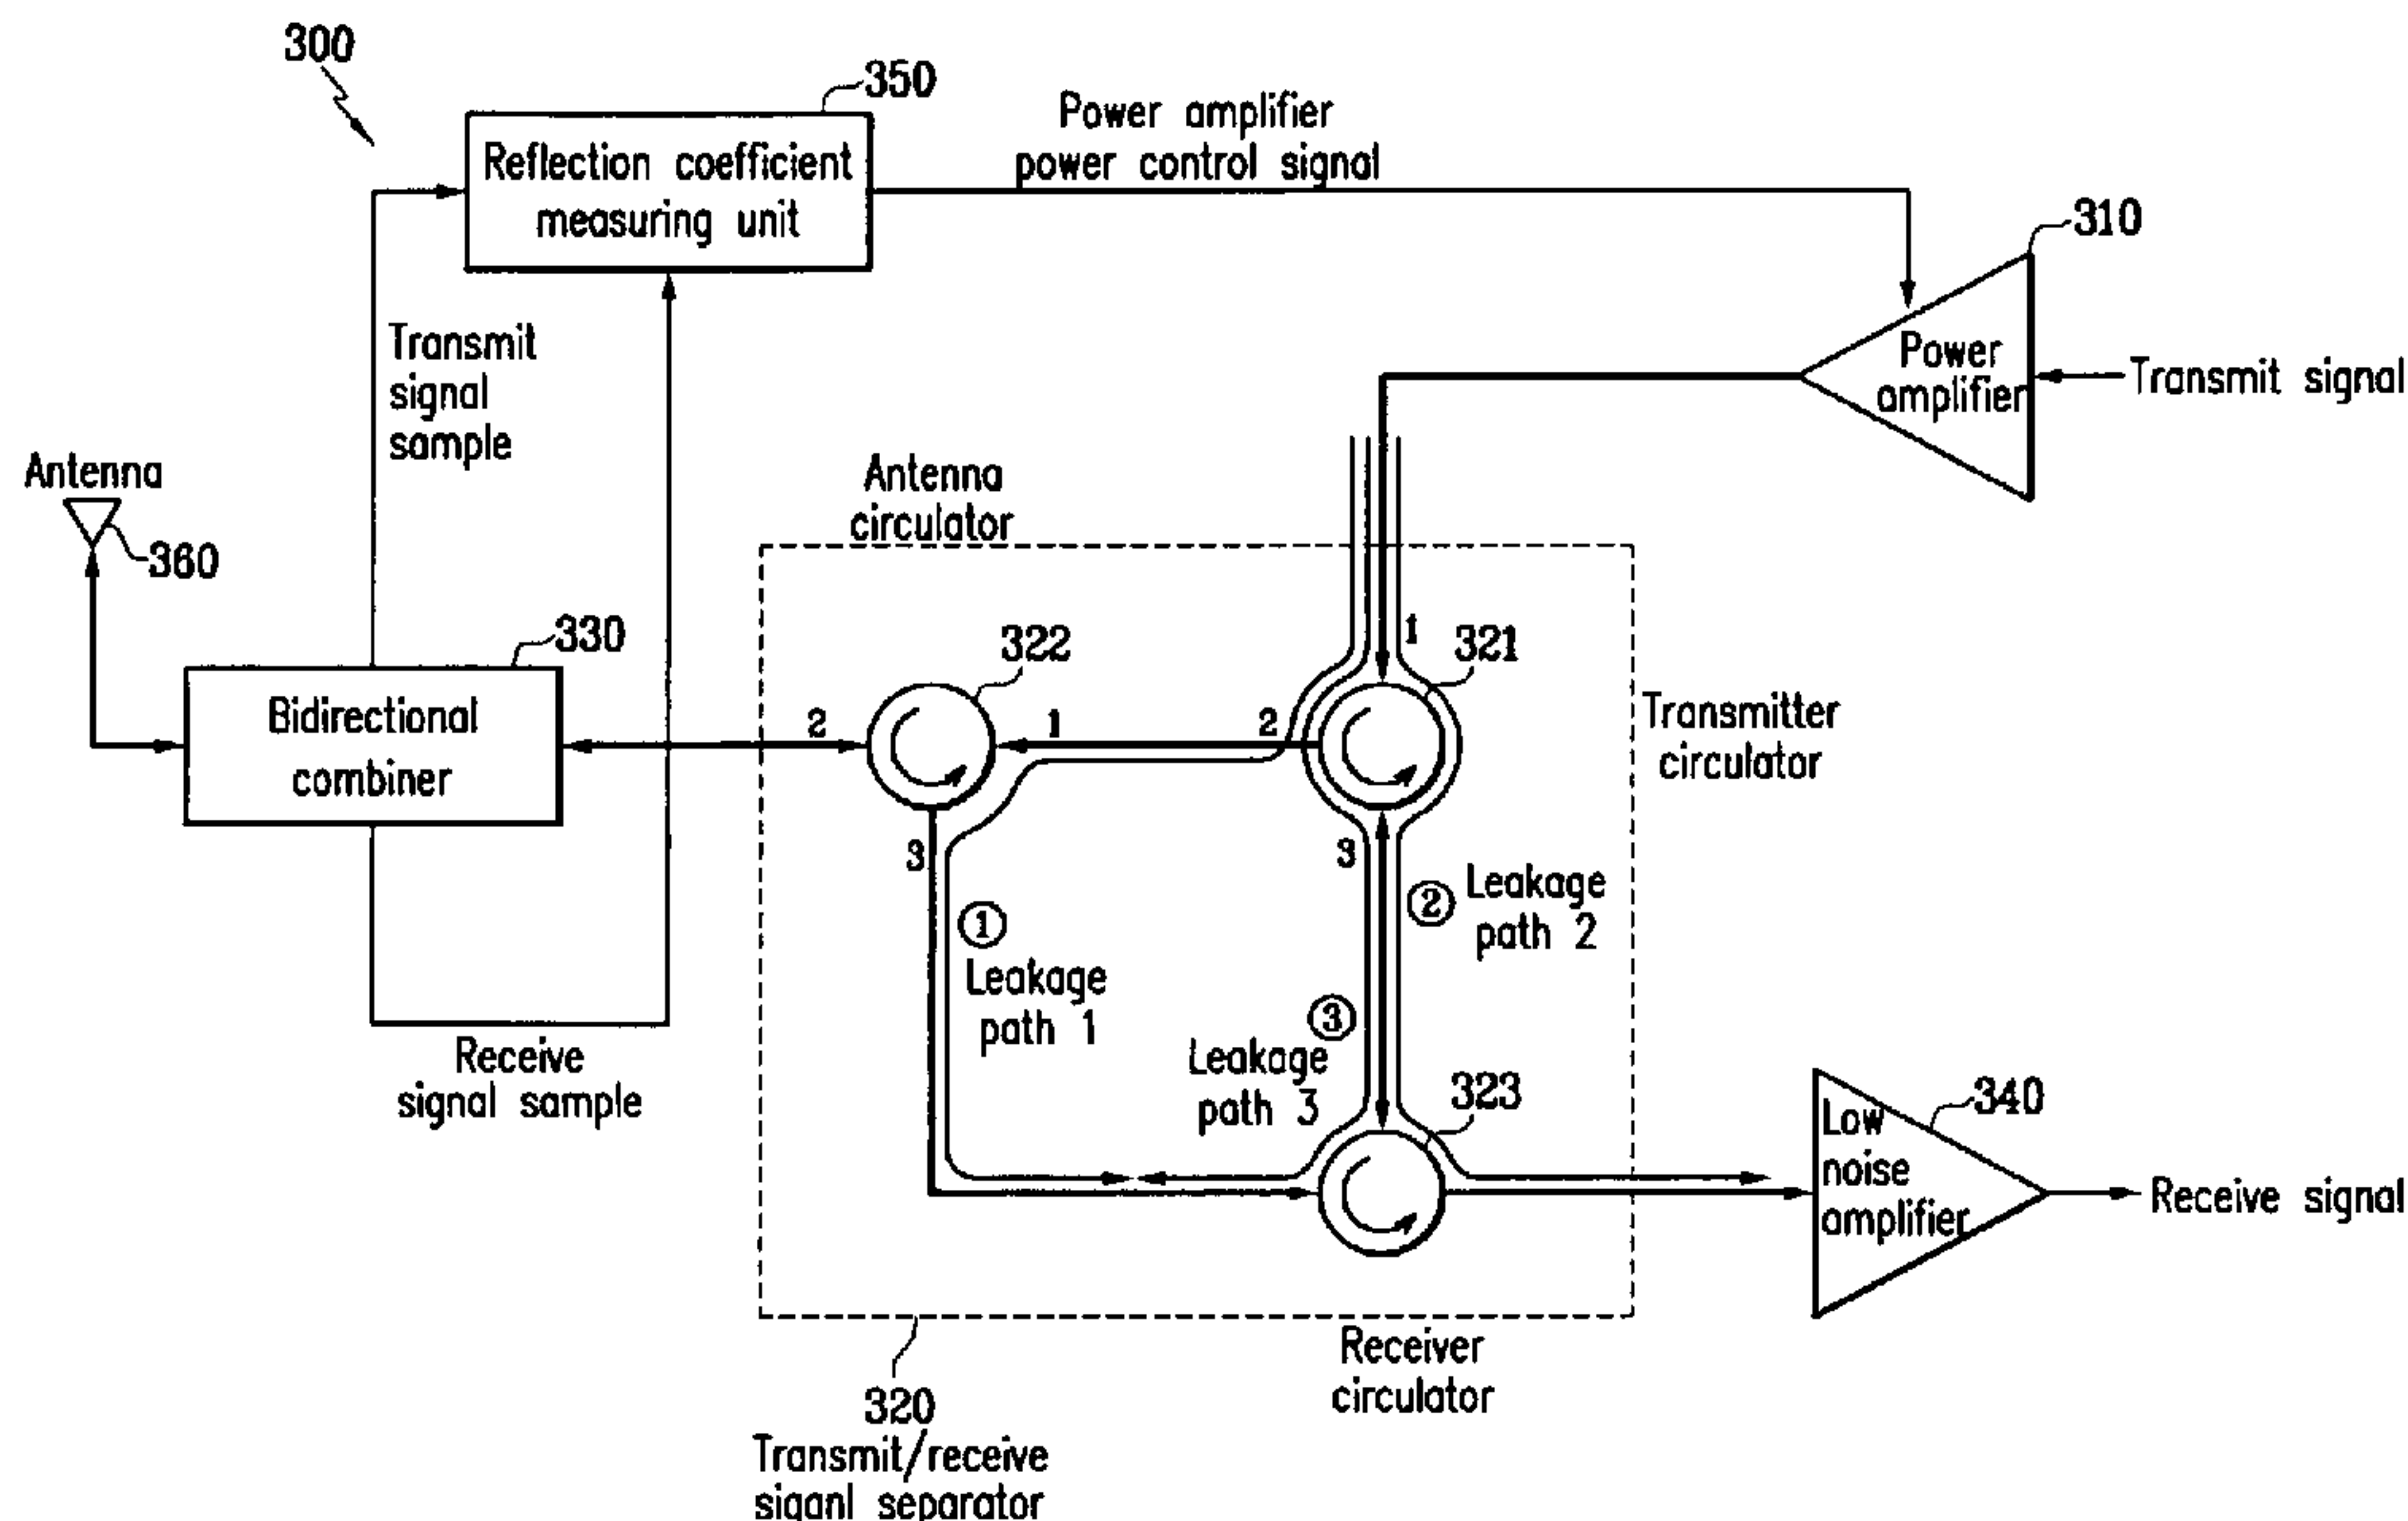 300
350
Reflection coefficient
measuring unit
Power amplifier
power control signal
310
Power
amplifier
Transmit signal
Transmit
signal
sample
Antenna
360
Antenna
circulator
330
Bidirectional
combiner
322
321
1
2
1
2
3
3
Transmitter
circulator
① Leakage
path 1
② Leakage
path 2
③
Leakage
path 3
323
Receive
signal sample
340
Low
noise
amplifier
Receive signal
Receiver
circulator
320
Transmit/receive
siganl separator